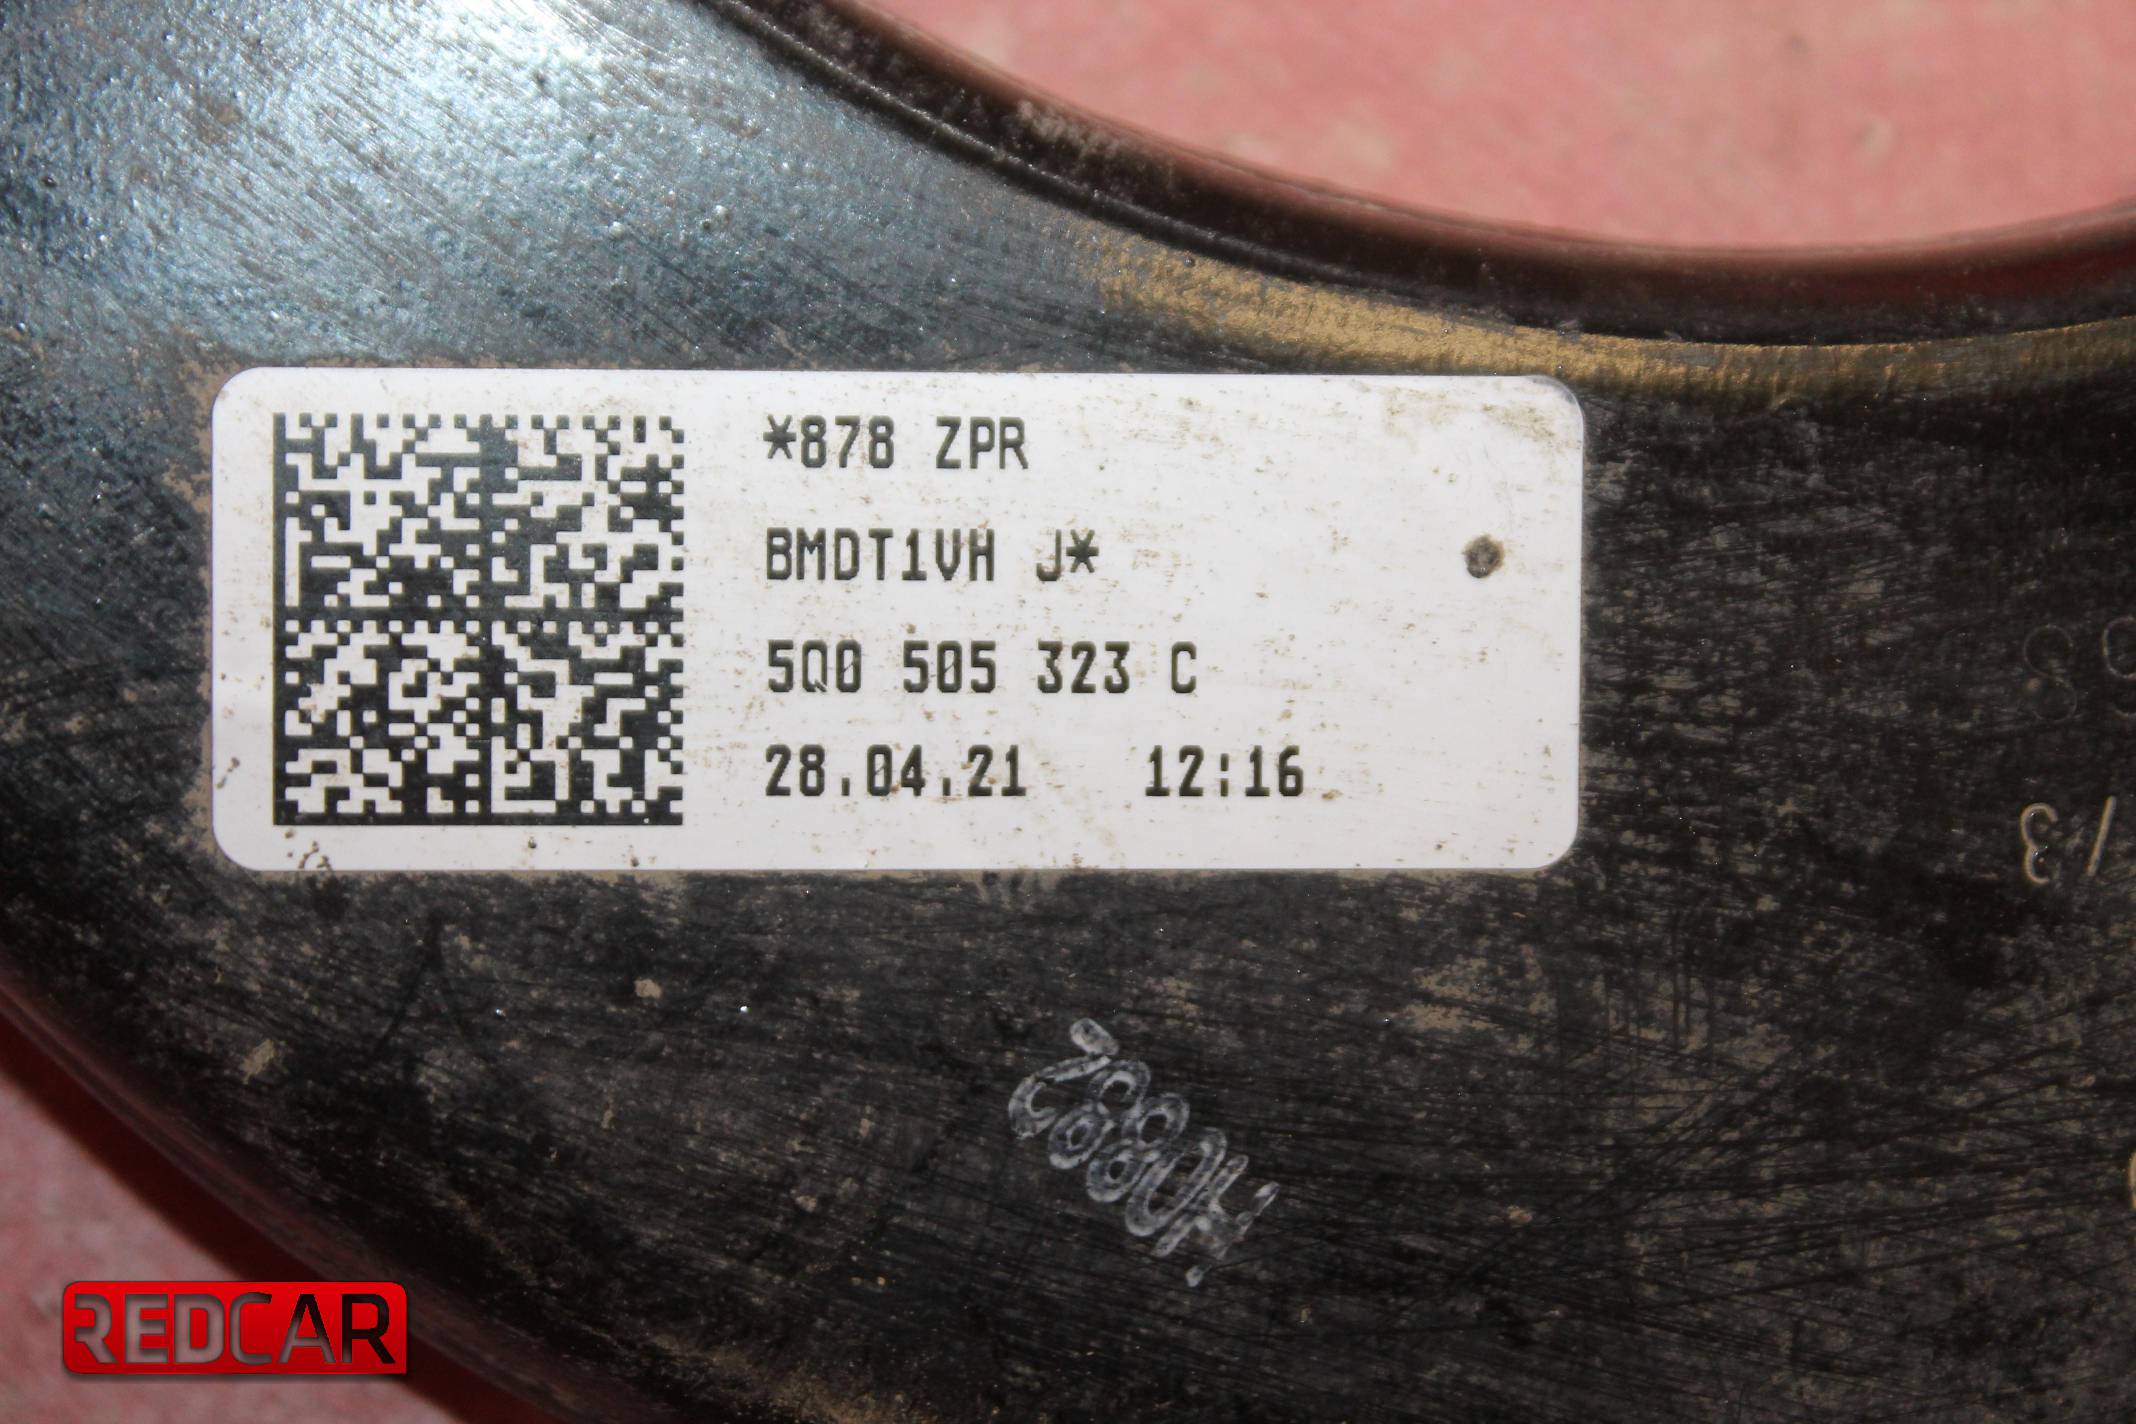 *878 ZPR
BMDT1VH J*
5Q0 505 323 C
28.04.21 12:16
REDCAR